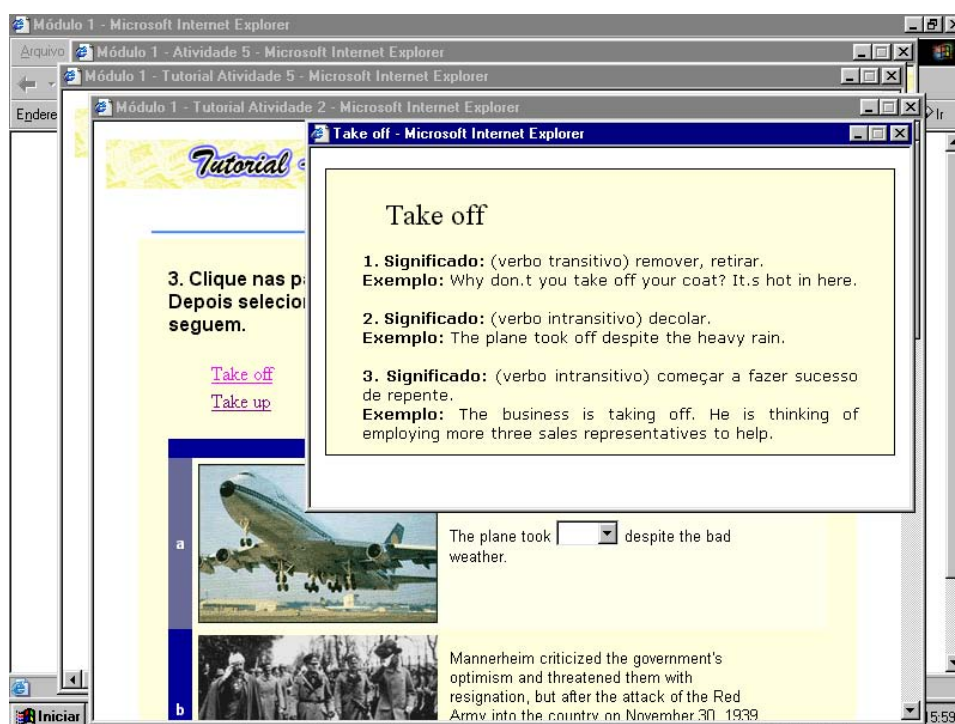 Módulo 1 - Microsoft Internet Explorer
Arquivo
Módulo 1 - Atividade 5 - Microsoft Internet Explorer
Módulo 1 - Tutorial Atividade 5 - Microsoft Internet Explorer
Endere
Ir
Módulo 1 - Tutorial Atividade 2 - Microsoft Internet Explorer
Tutorial -
3. Clique nas pa
Depois selecion
seguem.
Take off
Take up
Take off - Microsoft Internet Explorer
Take off
1. Significado: (verbo transitivo) remover, retirar.
Exemplo: Why don.t you take off your coat? It.s hot in here.
2. Significado: (verbo intransitivo) decolar.
Exemplo: The plane took off despite the heavy rain.
3. Significado: (verbo intransitivo) começar a fazer sucesso
de repente.
Exemplo: The business is taking off. He is thinking of
employing more three sales representatives to help.
a
The plane took
despite the bad
weather.
b
Mannerheim criticized the government's
optimism and threatened them with
resignation, but after the attack of the Red
Army into the country on November 30, 1939
Iniciar
15:59